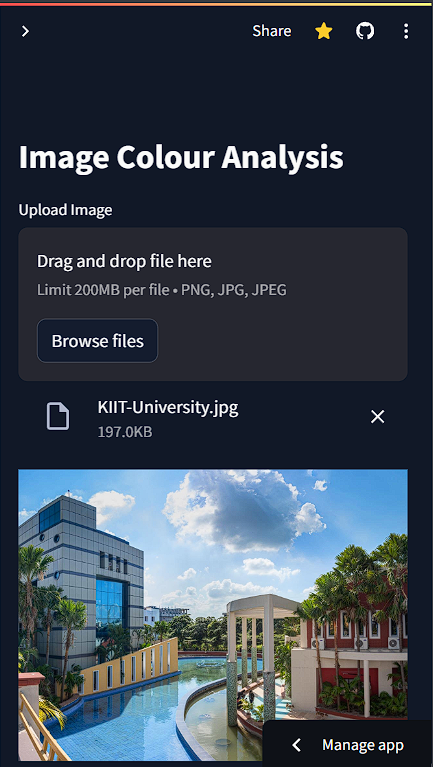 Share
Image Colour Analysis
Upload Image
Drag and drop file here
Limit 200MB per file • PNG, JPG, JPEG
Browse files
KIIT-University.jpg
197.0KB
Manage app